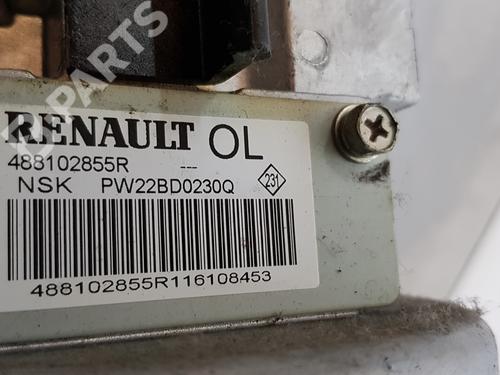 B-PARTS
RENAULT OL
488102855R ---
NSK PW22BD0230Q 231
488102855R116108453